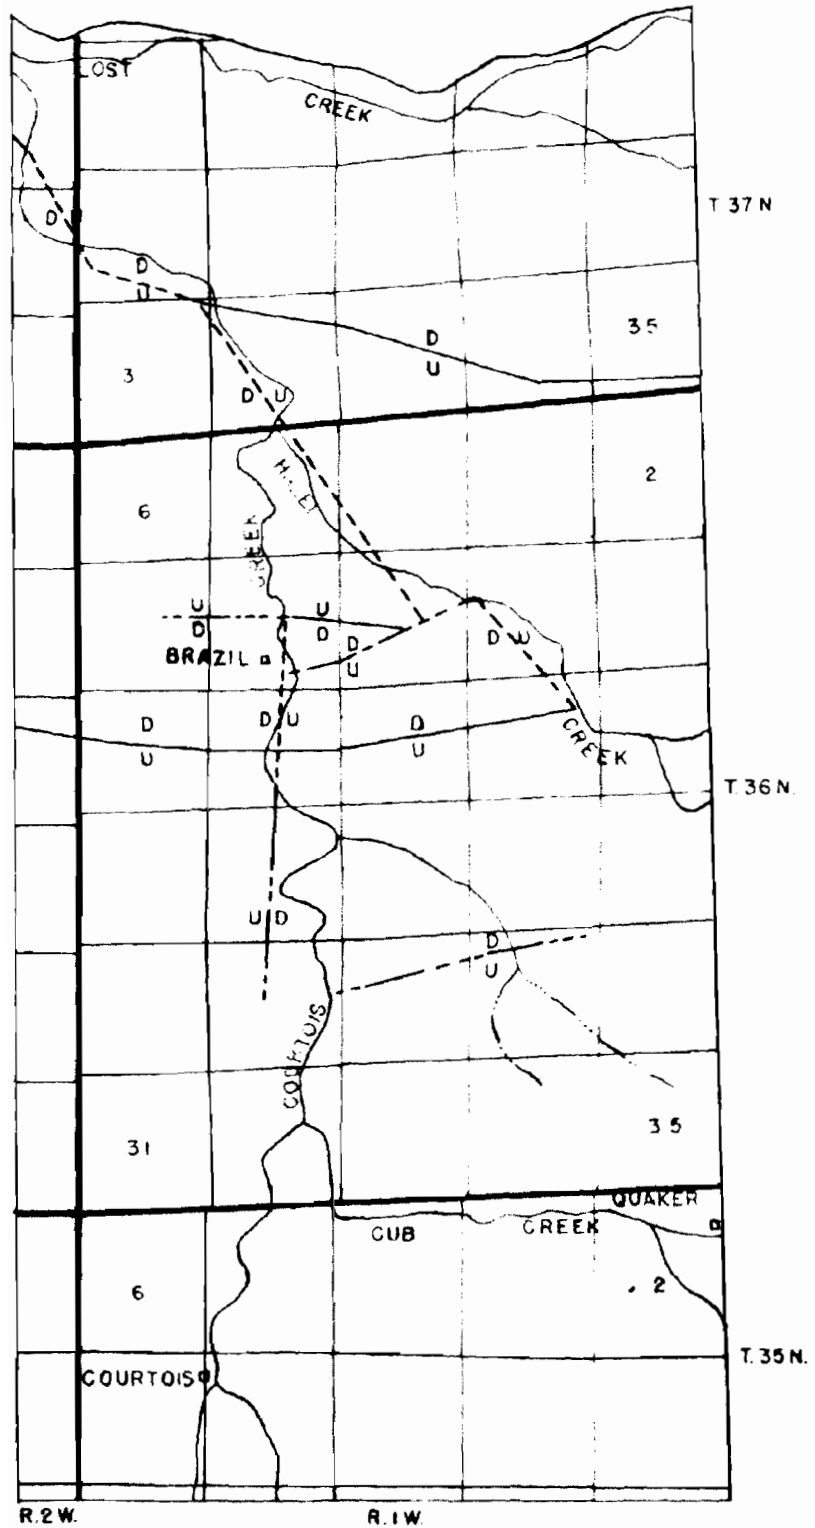 LOST
CREEK
T. 37 N
D
D
U
D
U
35
3
D U
2
6
CREEK
U
D
U
D
D
U
D U
BRAZIL
D
U
D U
D
U
CREEK
T. 36 N.
U D
D
U
COURTOIS
35
31
QUAKER
CUB CREEK
6
2
T. 35 N.
COURTOIS
R. 2 W.
R. 1 W.